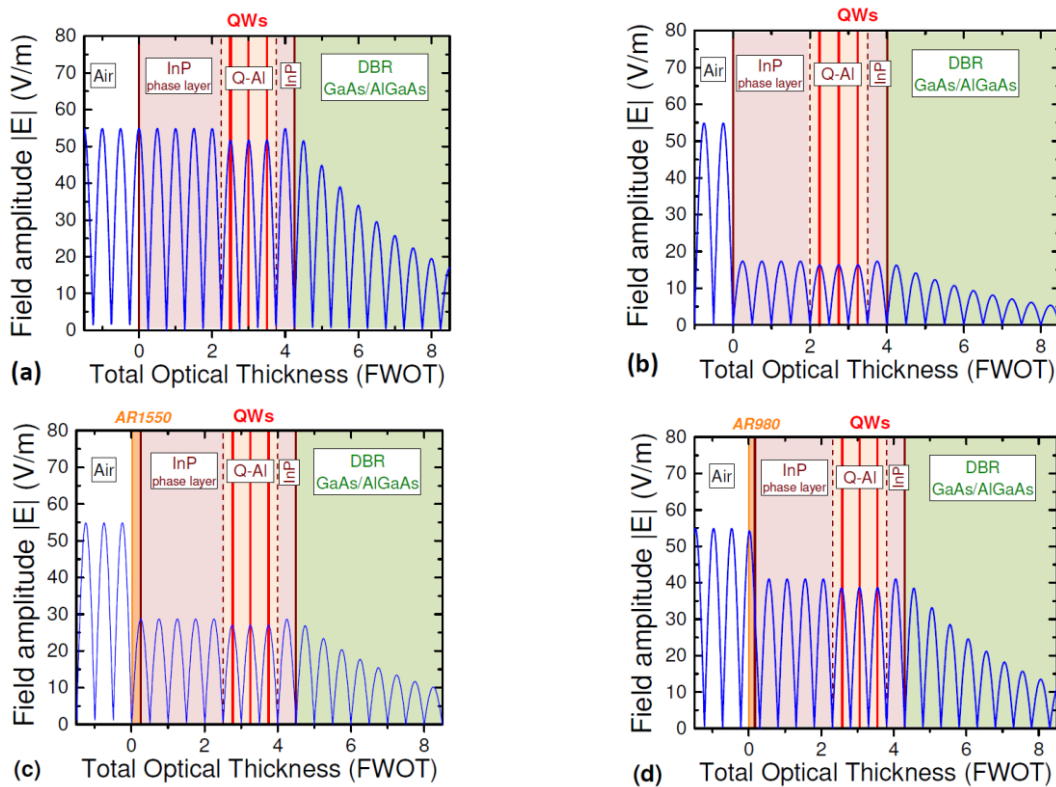 QWs
Field amplitude |E| (V/m)
80
70
60
50
40
30
20
10
0
Air
InP
phase layer
Q-Al
InP
DBR
GaAs/AlGaAs
0 2 4 6 8
Total Optical Thickness (FWOT)
(a)
QWs
Field amplitude |E| (V/m)
80
70
60
50
40
30
20
10
0
Air
InP
phase layer
Q-Al
InP
DBR
GaAs/AlGaAs
0 2 4 6 8
Total Optical Thickness (FWOT)
(b)
AR1550
QWs
Field amplitude |E| (V/m)
80
70
60
50
40
30
20
10
0
Air
InP
phase layer
Q-Al
InP
DBR
GaAs/AlGaAs
0 2 4 6 8
Total Optical Thickness (FWOT)
(c)
AR980
QWs
Field amplitude |E| (V/m)
80
70
60
50
40
30
20
10
0
Air
InP
phase layer
Q-Al
InP
DBR
GaAs/AlGaAs
0 2 4 6 8
Total Optical Thickness (FWOT)
(d)